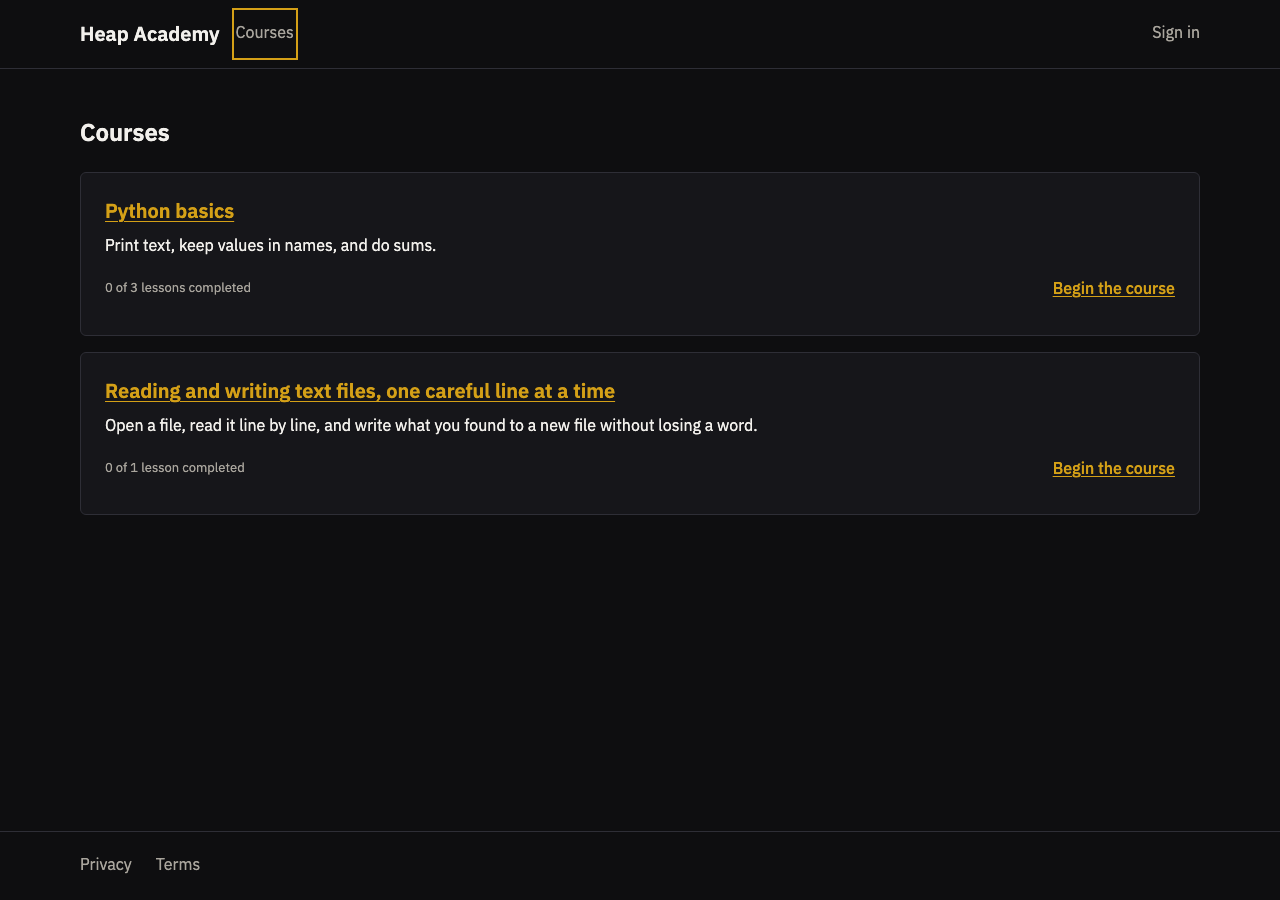 Heap Academy Courses Sign in
Courses
Python basics
Print text, keep values in names, and do sums.
0 of 3 lessons completed Begin the course
Reading and writing text files, one careful line at a time
Open a file, read it line by line, and write what you found to a new file without losing a word.
0 of 1 lesson completed Begin the course
Privacy Terms